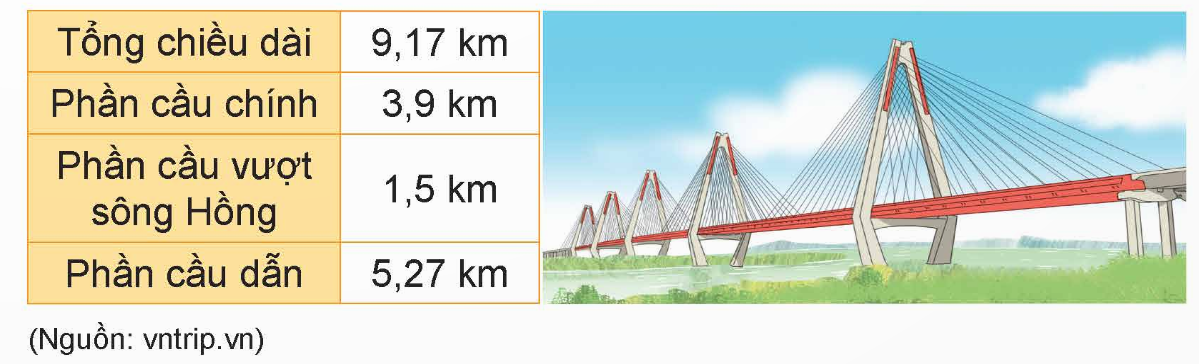 Tổng chiều dài 9,17 km
Phần cầu chính 3,9 km
Phần cầu vượt
sông Hồng 1,5 km
Phần cầu dẫn 5,27 km
(Nguồn: vntrip.vn)